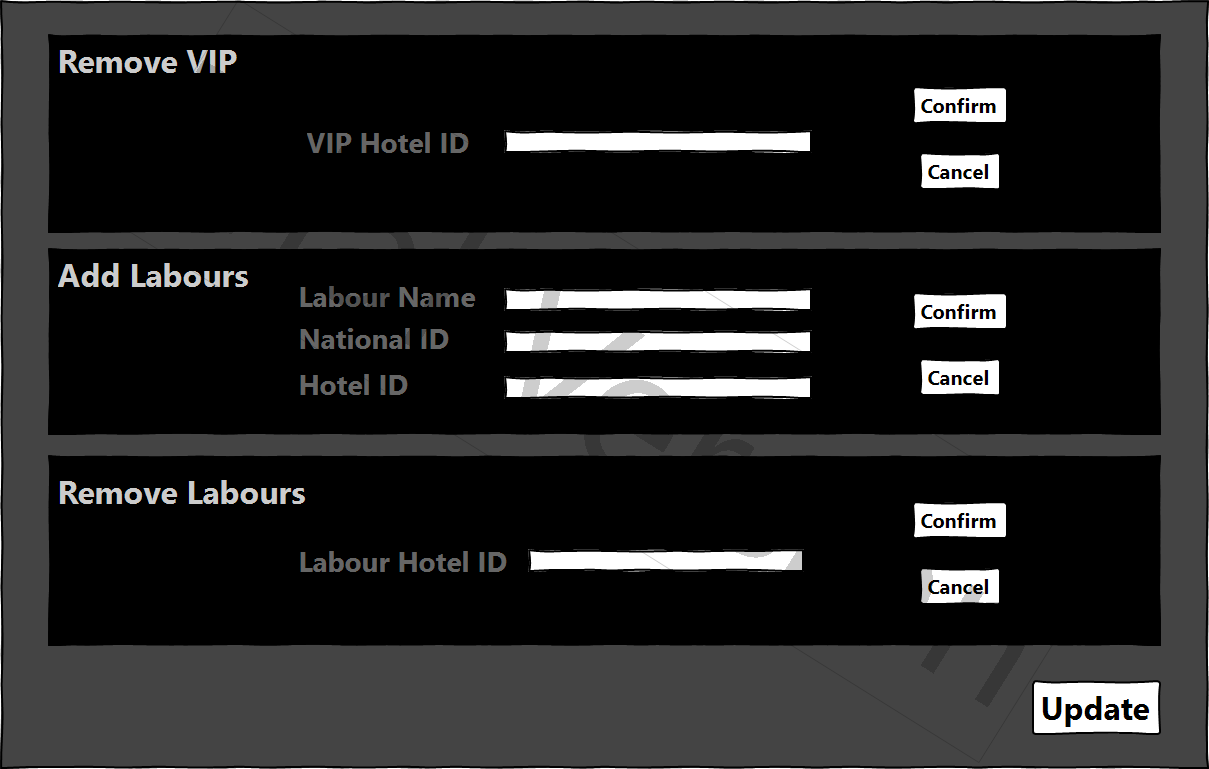 Remove VIP
Confirm
VIP Hotel ID
Cancel
Add Labours
Labour Name
Confirm
National ID
Cancel
Hotel ID
Remove Labours
Confirm
Labour Hotel ID
Cancel
Update